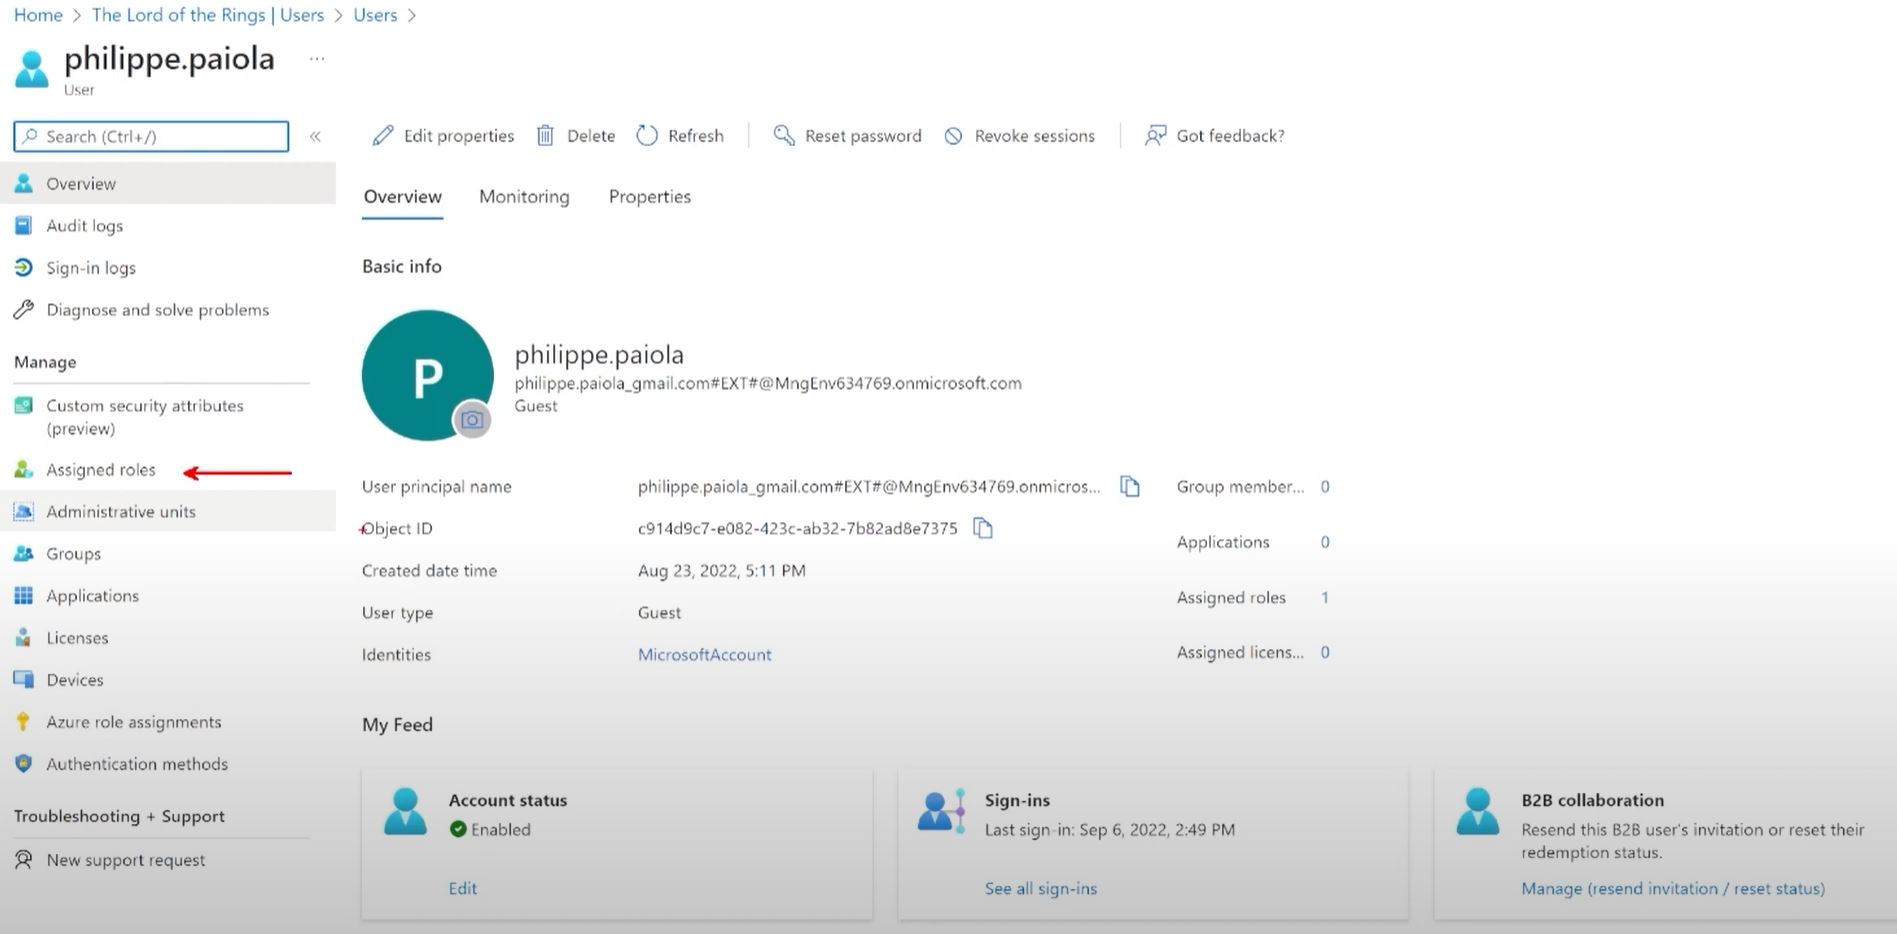 Home > The Lord of the Rings | Users > Users >
philippe.paiola ...
User
Search (Ctrl+/) «
Edit properties Delete Refresh Reset password Revoke sessions Got feedback?
Overview
Audit logs
Sign-in logs
Diagnose and solve problems
Manage
Custom security attributes
(preview)
Assigned roles
Administrative units
Groups
Applications
Licenses
Devices
Azure role assignments
Authentication methods
Troubleshooting + Support
New support request
Overview Monitoring Properties
Basic info
P
philippe.paiola
philippe.paiola_gmail.com#EXT#@MngEnv634769.onmicrosoft.com
Guest
User principal name philippe.paiola_gmail.com#EXT#@MngEnv634769.onmicros...
Object ID c914d9c7-e082-423c-ab32-7b82ad8e7375
Created date time Aug 23, 2022, 5:11 PM
User type Guest
Identities MicrosoftAccount
Group member... 0
Applications 0
Assigned roles 1
Assigned licens... 0
My Feed
Account status
Enabled
Edit
Sign-ins
Last sign-in: Sep 6, 2022, 2:49 PM
See all sign-ins
B2B collaboration
Resend this B2B user's invitation or reset their
redemption status.
Manage (resend invitation / reset status)